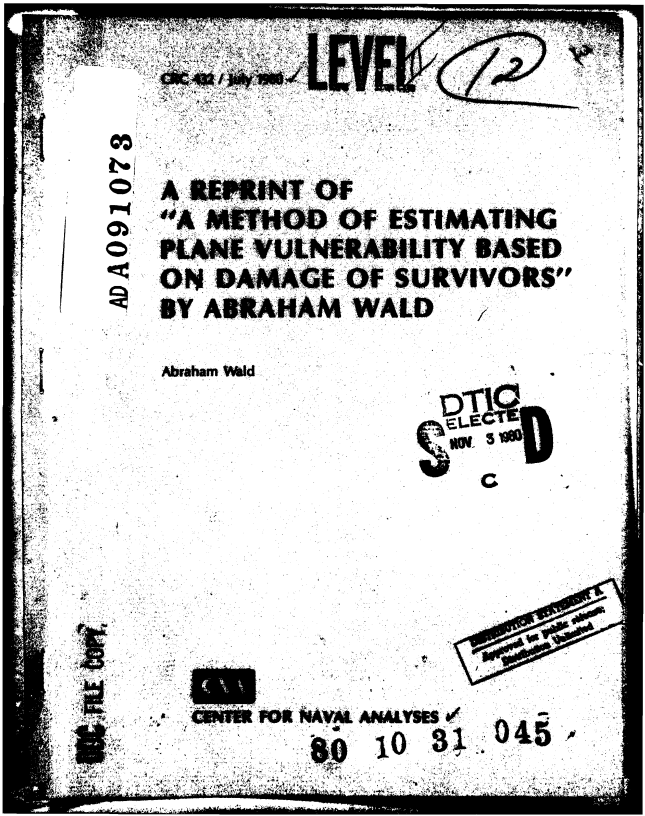 CRC 432 / July 1980
LEVEL II
12
AD A091073
A REPRINT OF
"A METHOD OF ESTIMATING
PLANE VULNERABILITY BASED
ON DAMAGE OF SURVIVORS"
BY ABRAHAM WALD
Abraham Wald
DTIC
ELECTE
NOV 3 1980
S D
C
DISTRIBUTION STATEMENT A
Approved for public release;
Distribution Unlimited
DDC FILE COPY.
CNA
CENTER FOR NAVAL ANALYSES
80 10 31 045